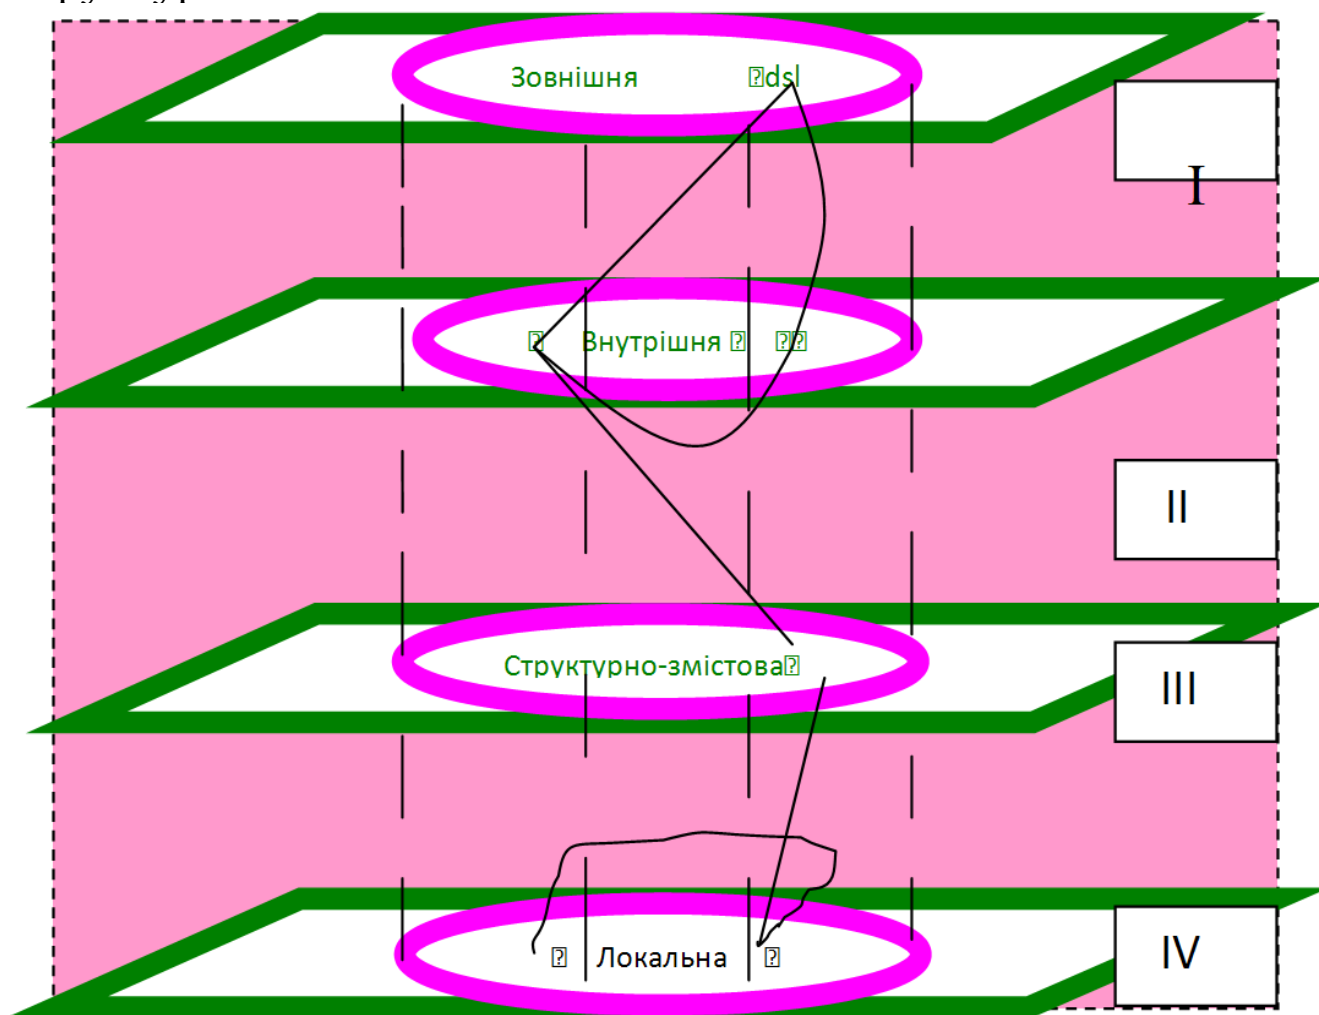 Зовнішня dsl
I
Внутрішня
II
Структурно-змістова
III
Локальна
IV